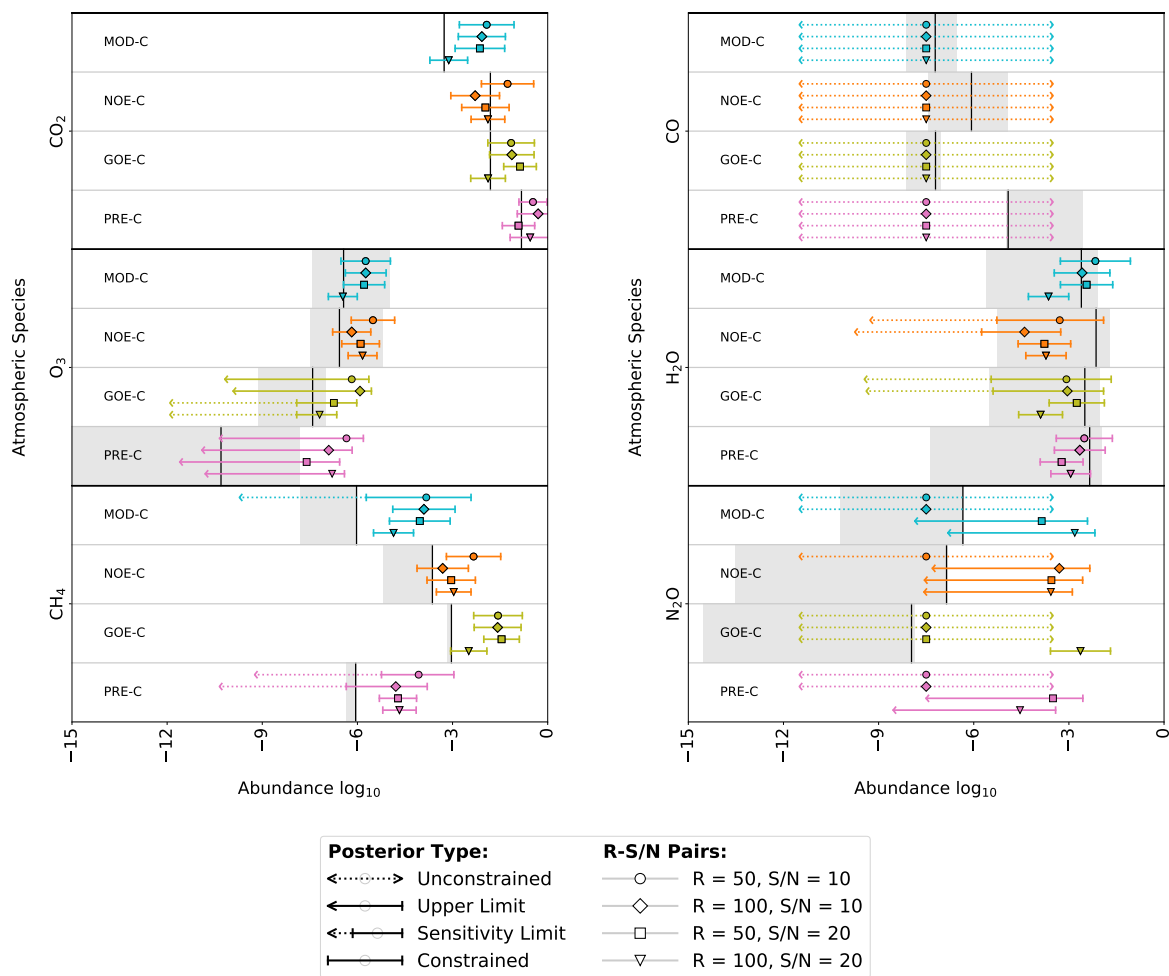 MOD-C
NOE-C
GOE-C
PRE-C
CO₂
MOD-C
NOE-C
GOE-C
PRE-C
O₃
MOD-C
NOE-C
GOE-C
PRE-C
CH₄
Atmospheric Species
−15
−12
−9
−6
−3
0
Abundance log₁₀
MOD-C
NOE-C
GOE-C
PRE-C
CO
MOD-C
NOE-C
GOE-C
PRE-C
H₂O
MOD-C
NOE-C
GOE-C
PRE-C
N₂O
Atmospheric Species
−15
−12
−9
−6
−3
0
Abundance log₁₀
Posterior Type:
Unconstrained
Upper Limit
Sensitivity Limit
Constrained
R-S/N Pairs:
R = 50, S/N = 10
R = 100, S/N = 10
R = 50, S/N = 20
R = 100, S/N = 20